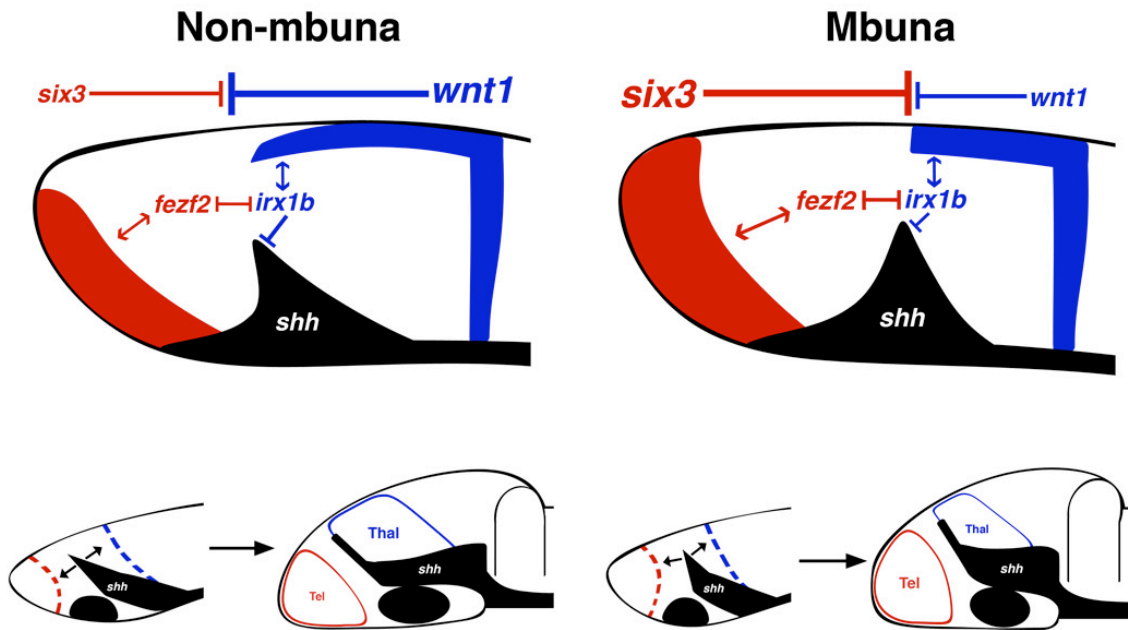 Non-mbuna
Mbuna
six3
wnt1
six3
wnt1
fezf2
irx1b
fezf2
irx1b
shh
shh
Thal
Thal
shh
shh
shh
shh
Tel
Tel